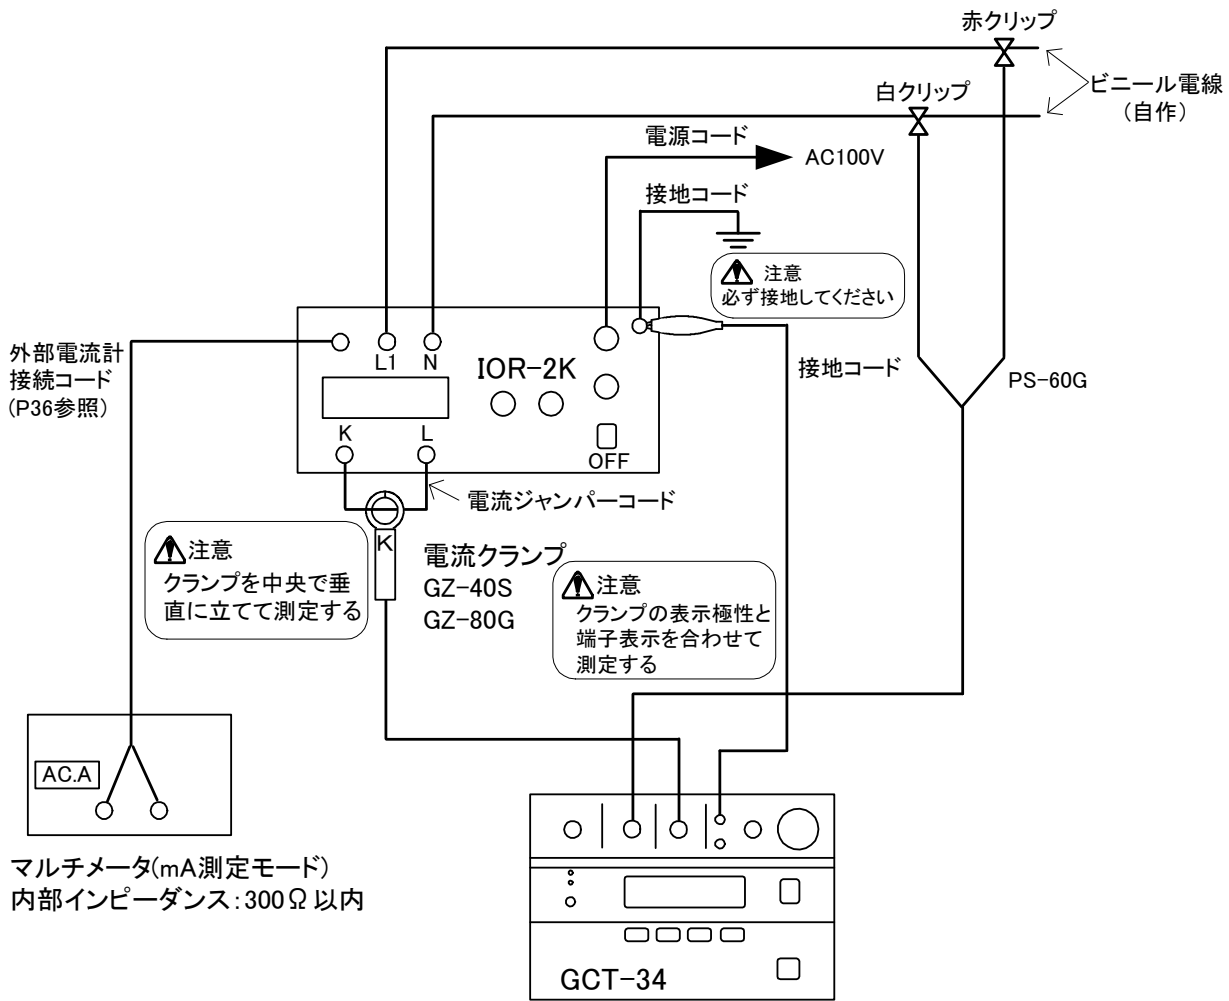 赤クリップ
ビニール電線
（自作）
白クリップ
電源コード
AC100V
接地コード
注意
必ず接地してください
外部電流計
接続コード
(P36参照)
L1
N
IOR-2K
接地コード
PS-60G
K
L
OFF
電流ジャンパーコード
注意
クランプを中央で垂
直に立てて測定する
K
電流クランプ
GZ-40S
GZ-80G
注意
クランプの表示極性と
端子表示を合わせて
測定する
AC.A
マルチメータ(mA測定モード)
内部インピーダンス:300Ω以内
GCT-34